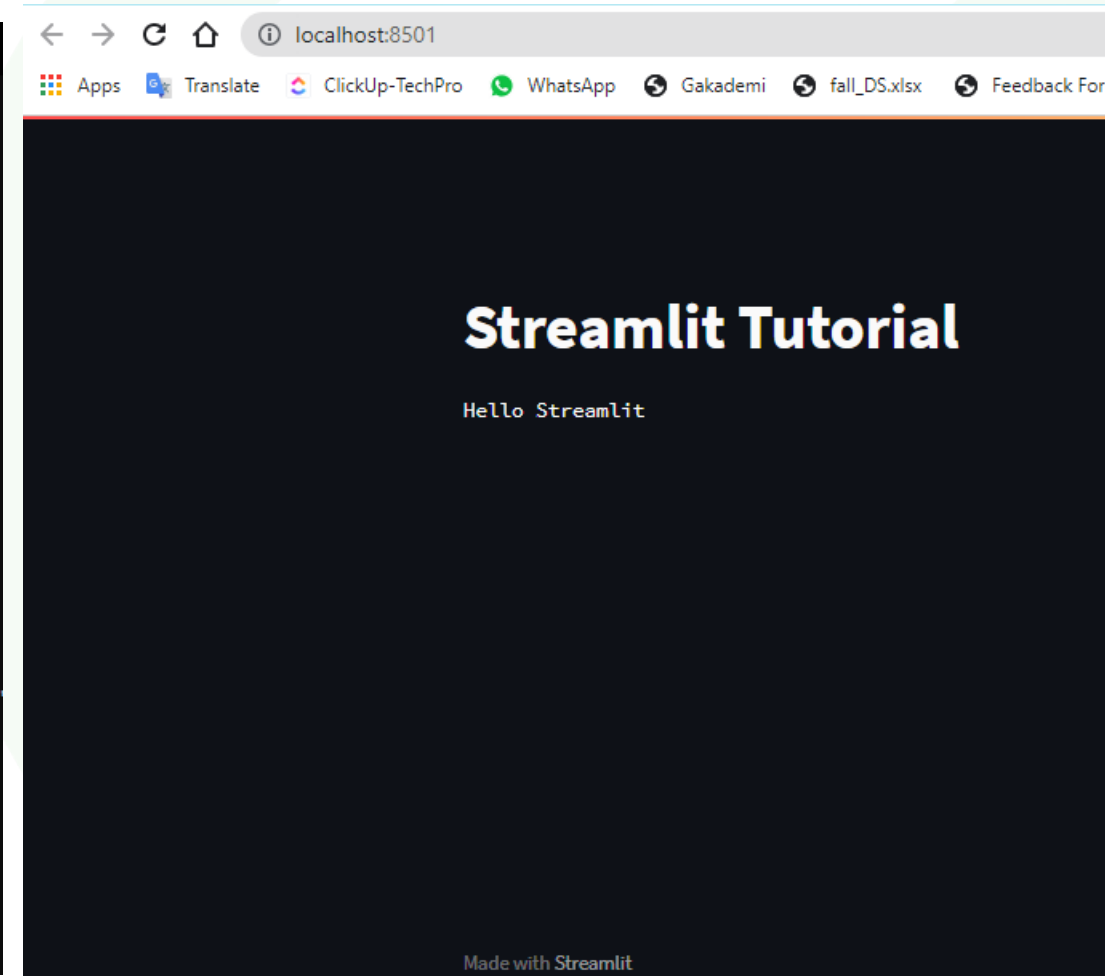 localhost:8501
Apps Translate ClickUp-TechPro WhatsApp Gakademi fall_DS.xlsx Feedback For
Streamlit Tutorial
Hello Streamlit
Made with Streamlit